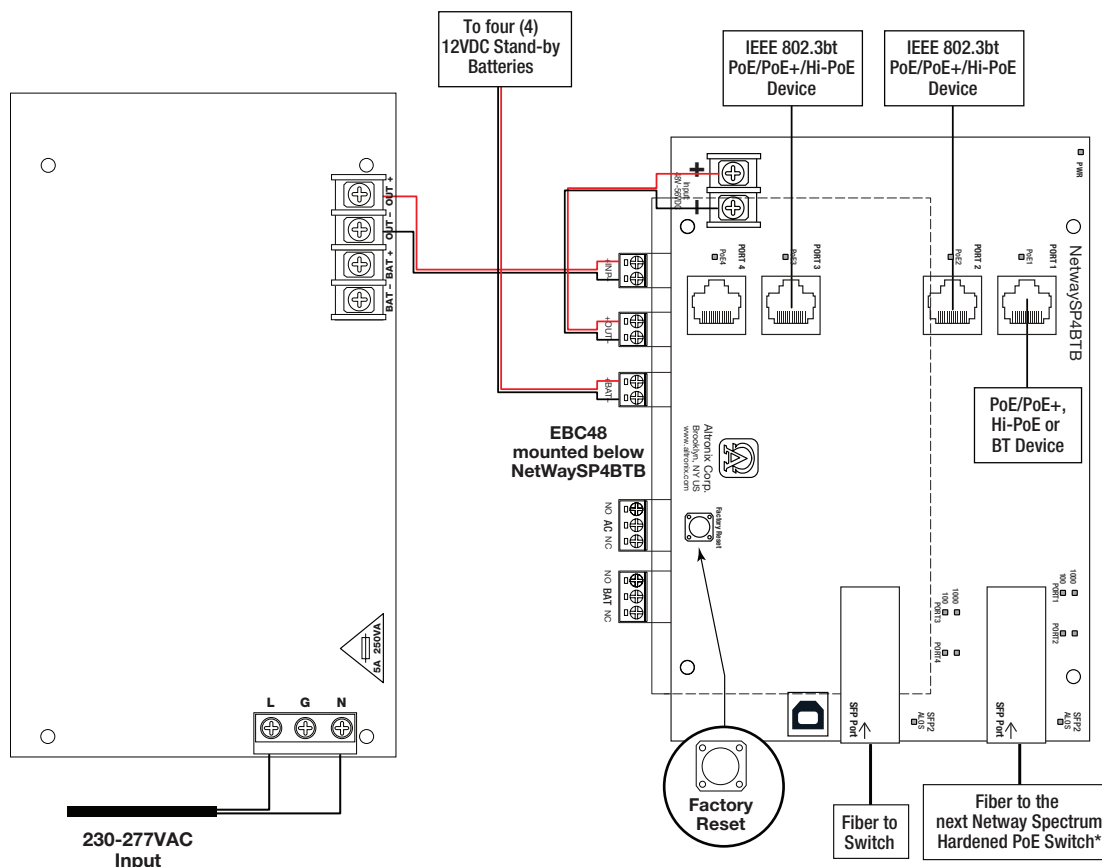 To four (4)
12VDC Stand-by
Batteries
IEEE 802.3bt
PoE/PoE+/Hi-PoE
Device
IEEE 802.3bt
PoE/PoE+/Hi-PoE
Device
OUT +
OUT –
BAT +
BAT –
+
–
Input:
48V-56VDC
PWR
NetwaySP4BTB
PORT 4
PoE4
PORT 3
PoE3
PORT 2
PoE2
PORT 1
PoE1
+INP-
+OUT-
+BAT-
EBC48
mounted below
NetWaySP4BTB
PoE/PoE+,
Hi-PoE or
BT Device
Altronix Corp.
Brooklyn, NY US
www.altronix.com
Factory Reset
NO AC NC
NO BAT NC
5A 250VA
L G N
1000
100
PORT1
PORT2
1000
100
PORT3
PORT4
SFP Port
SFP2
ALOS
SFP Port
SFP2
ALOS
Factory
Reset
Fiber to
Switch
Fiber to the
next Netway Spectrum
Hardened PoE Switch*
230-277VAC
Input